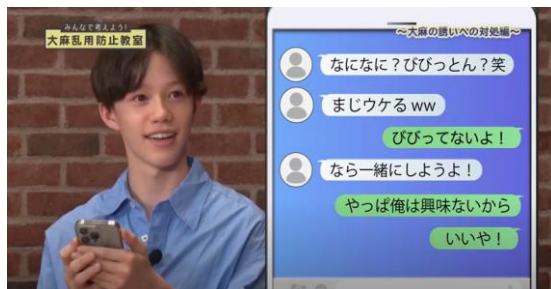 みんなで考えよう!
大麻乱用防止教室
〜大麻の誘いへの対処編〜
なになに?びびっとん?笑
まじウケるww
びびってないよ!
なら一緒にしようよ!
やっぱ俺は興味ないから
いいや!